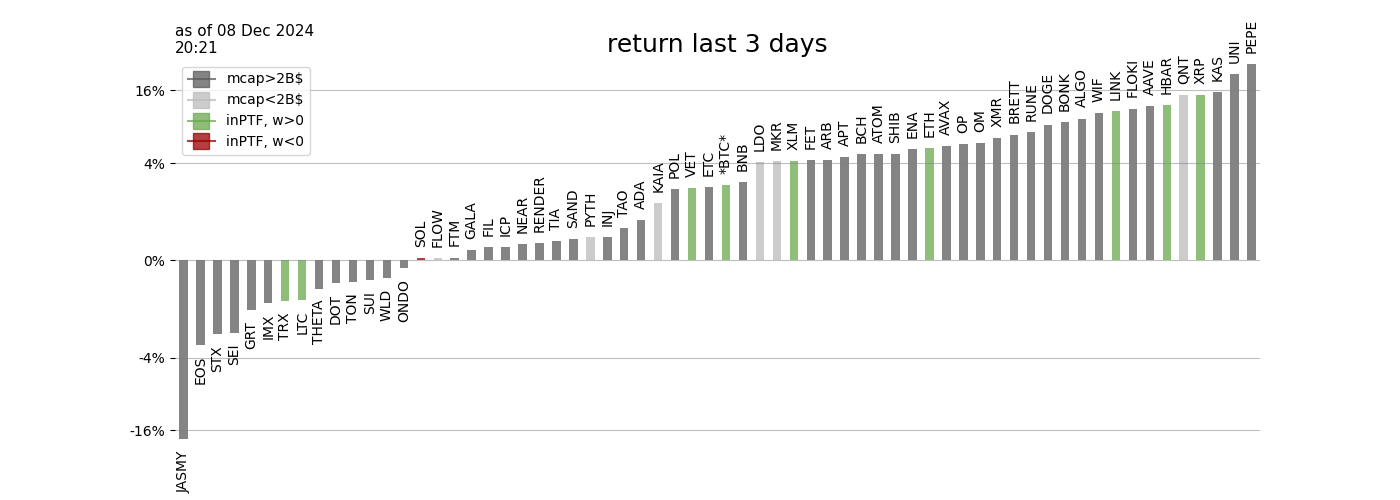 as of 08 Dec 2024
20:21
return last 3 days
mcap>2B$
mcap<2B$
inPTF, w>0
inPTF, w<0
16%
4%
0%
-4%
-16%
JASMY
EOS
STX
SEI
GRT
IMX
TRX
LTC
THETA
DOT
TON
SUI
WLD
ONDO
SOL
FLOW
FTM
GALA
FIL
ICP
NEAR
RENDER
TIA
SAND
PYTH
INJ
TAO
ADA
KAIA
POL
VET
ETC
*BTC*
BNB
LDO
MKR
XLM
FET
ARB
APT
BCH
ATOM
SHIB
ENA
ETH
AVAX
OP
OM
XMR
BRETT
RUNE
DOGE
BONK
ALGO
WIF
LINK
FLOKI
AAVE
HBAR
QNT
XRP
KAS
UNI
PEPE